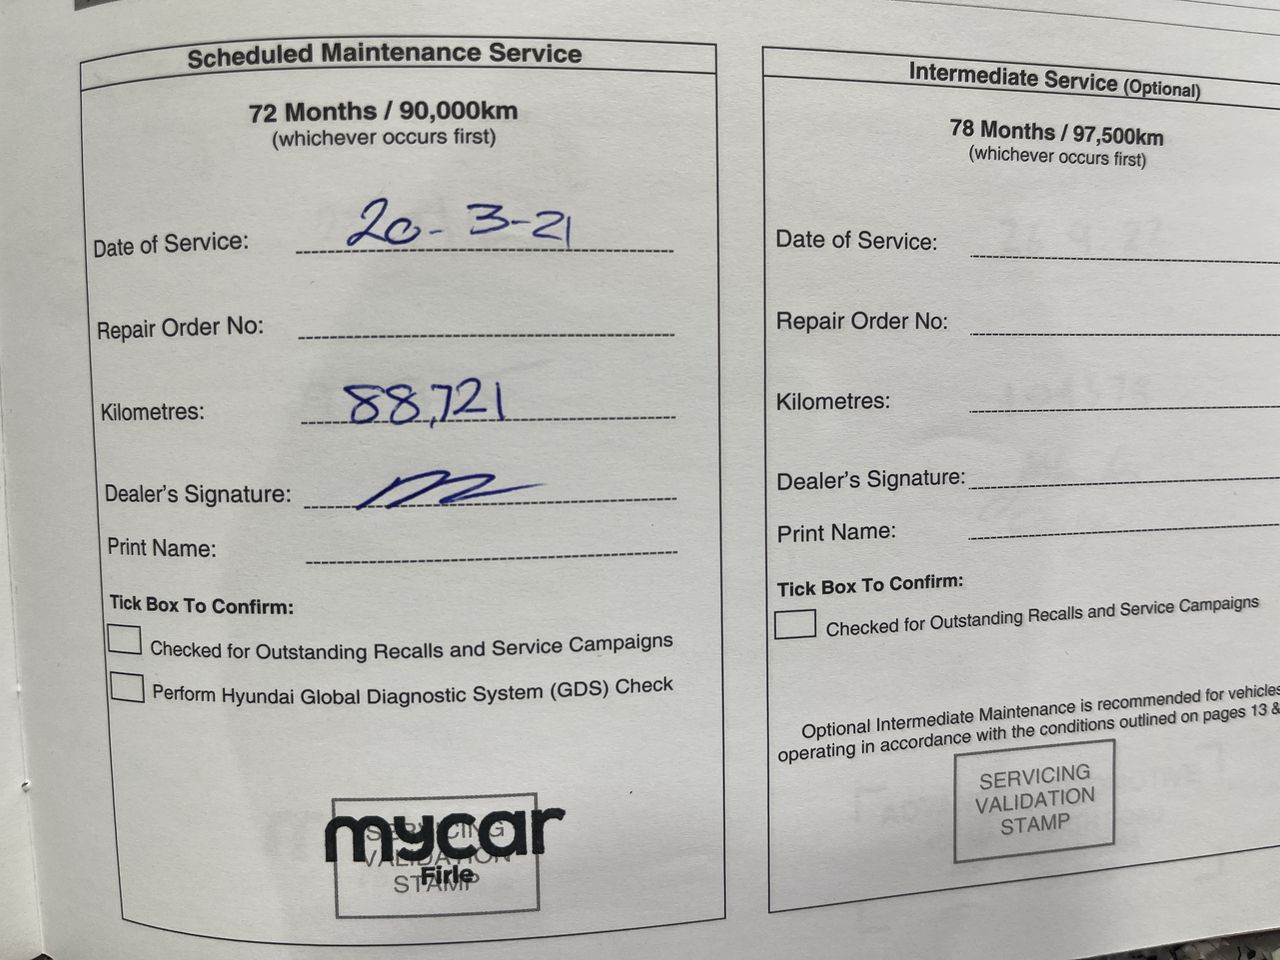 Scheduled Maintenance Service
72 Months / 90,000km
(whichever occurs first)
Date of Service: 20-3-21
Repair Order No:
Kilometres: 88,721
Dealer's Signature:
Print Name:
Tick Box To Confirm:
Checked for Outstanding Recalls and Service Campaigns
Perform Hyundai Global Diagnostic System (GDS) Check
SERVICING
VALIDATION
STAMP
mycar
Firle
Intermediate Service (Optional)
78 Months / 97,500km
(whichever occurs first)
Date of Service:
Repair Order No:
Kilometres:
Dealer's Signature:
Print Name:
Tick Box To Confirm:
Checked for Outstanding Recalls and Service Campaigns
Optional Intermediate Maintenance is recommended for vehicles
operating in accordance with the conditions outlined on pages 13 &
SERVICING
VALIDATION
STAMP